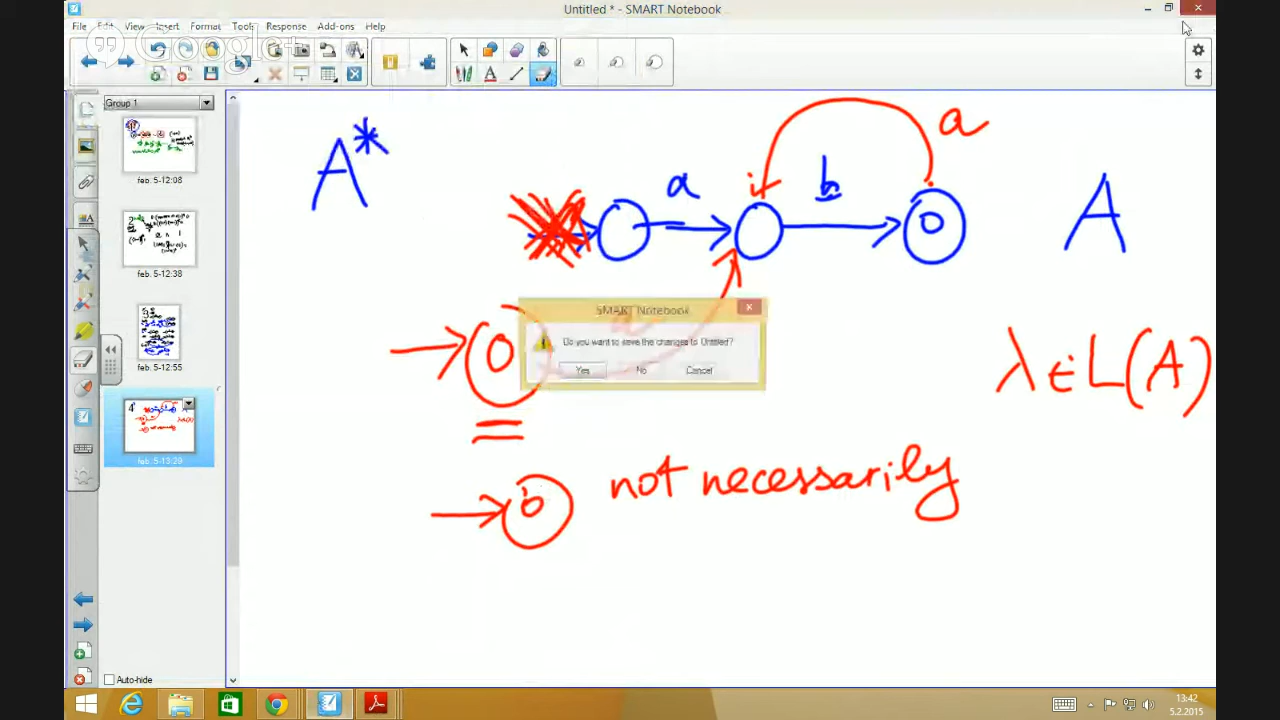 Untitled * - SMART Notebook
File Edit View Insert Format Tools Response Add-ons Help
Google+
Group 1
feb. 5-12:08
feb. 5-12:38
feb. 5-12:55
feb. 5-13:29
Auto-hide
A*
a
a
b
A
SMART Notebook
Do you want to save the changes to 'Untitled'?
Yes No Cancel
a
λ ∈ L(A)
not necessarily
13:42
5.2.2015